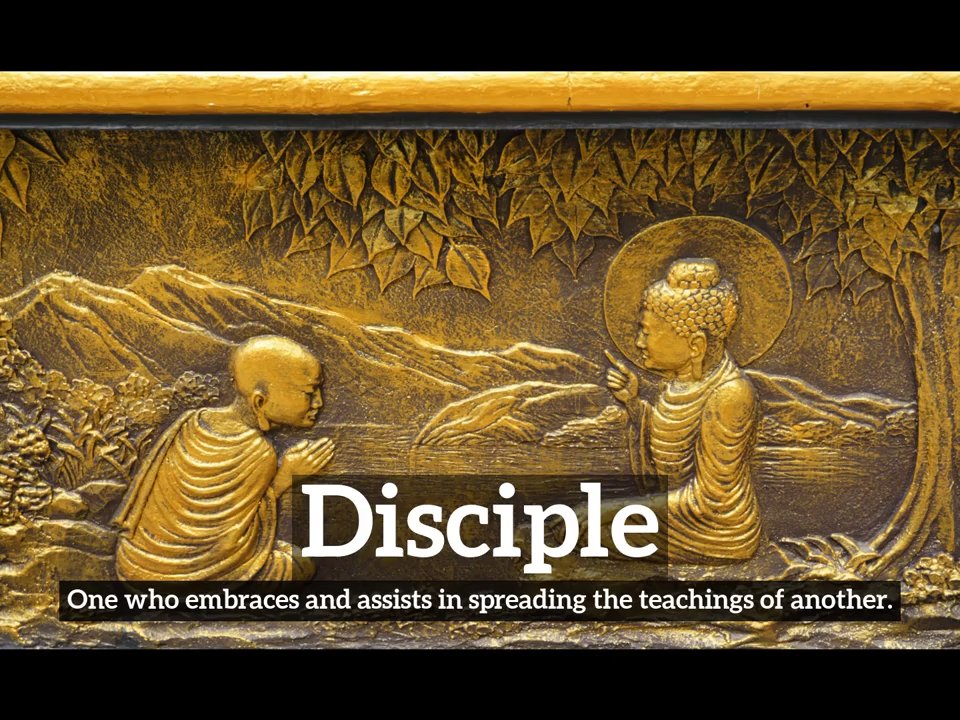 Disciple
One who embraces and assists in spreading the teachings of another.